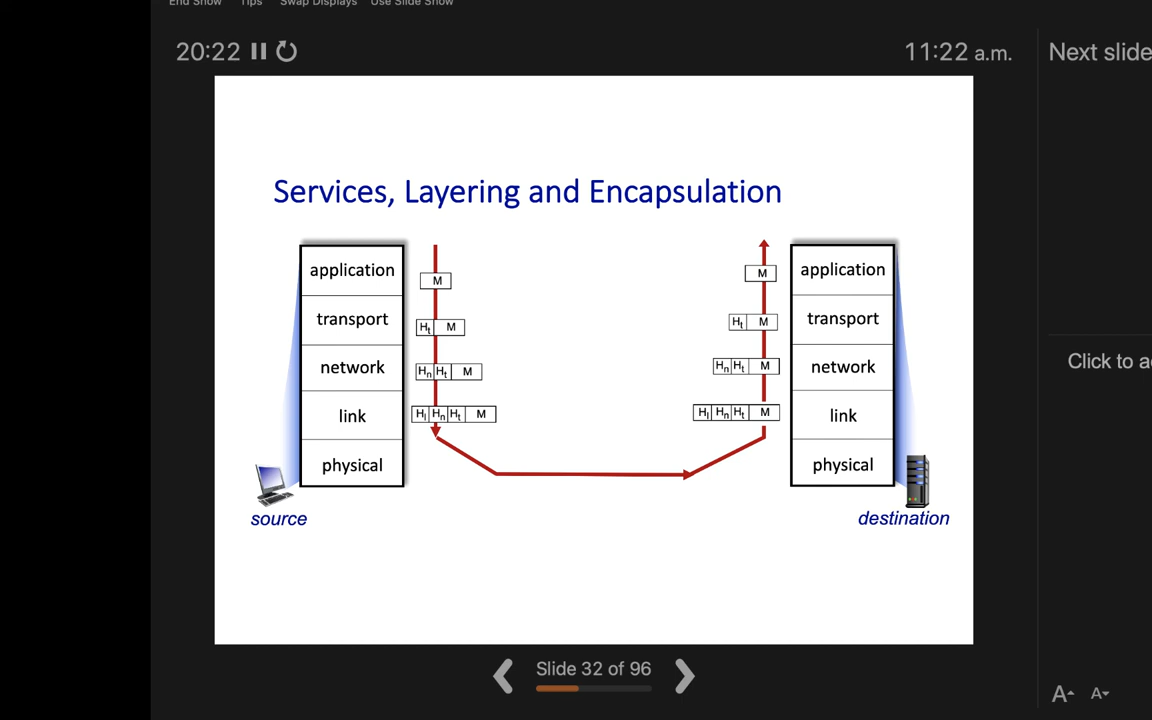 End Show Tips Swap Displays Use Slide Show
20:22 11:22 a.m. Next slide
Services, Layering and Encapsulation
application M M application
transport Ht M Ht M transport
network Hn Ht M Hn Ht M network
link Hl Hn Ht M Hl Hn Ht M link
physical physical
source destination
Click to a
Slide 32 of 96
A A